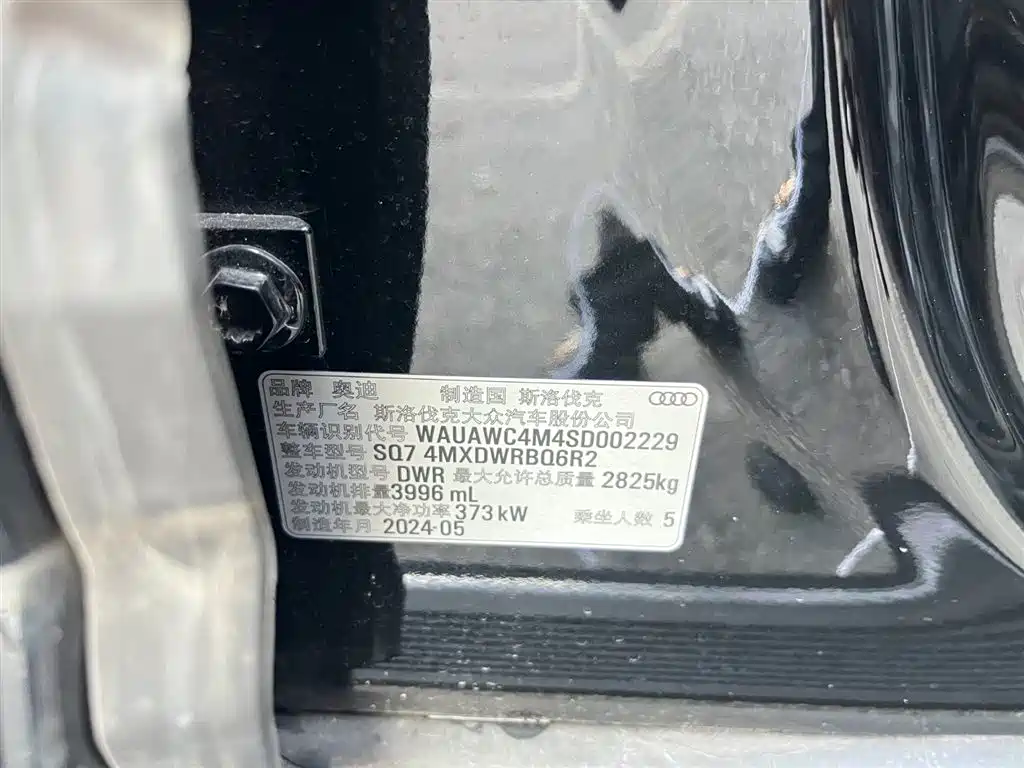 品牌 奥迪 制造国 斯洛伐克
生产厂名 斯洛伐克大众汽车股份公司
车辆识别代号 WAUAWC4M4SD002229
整车型号 SQ7 4MXDWRBQ6R2
发动机型号 DWR 最大允许总质量 2825kg
发动机排量3996 mL
发动机最大净功率 373 kW 乘坐人数 5
制造年月 2024-05